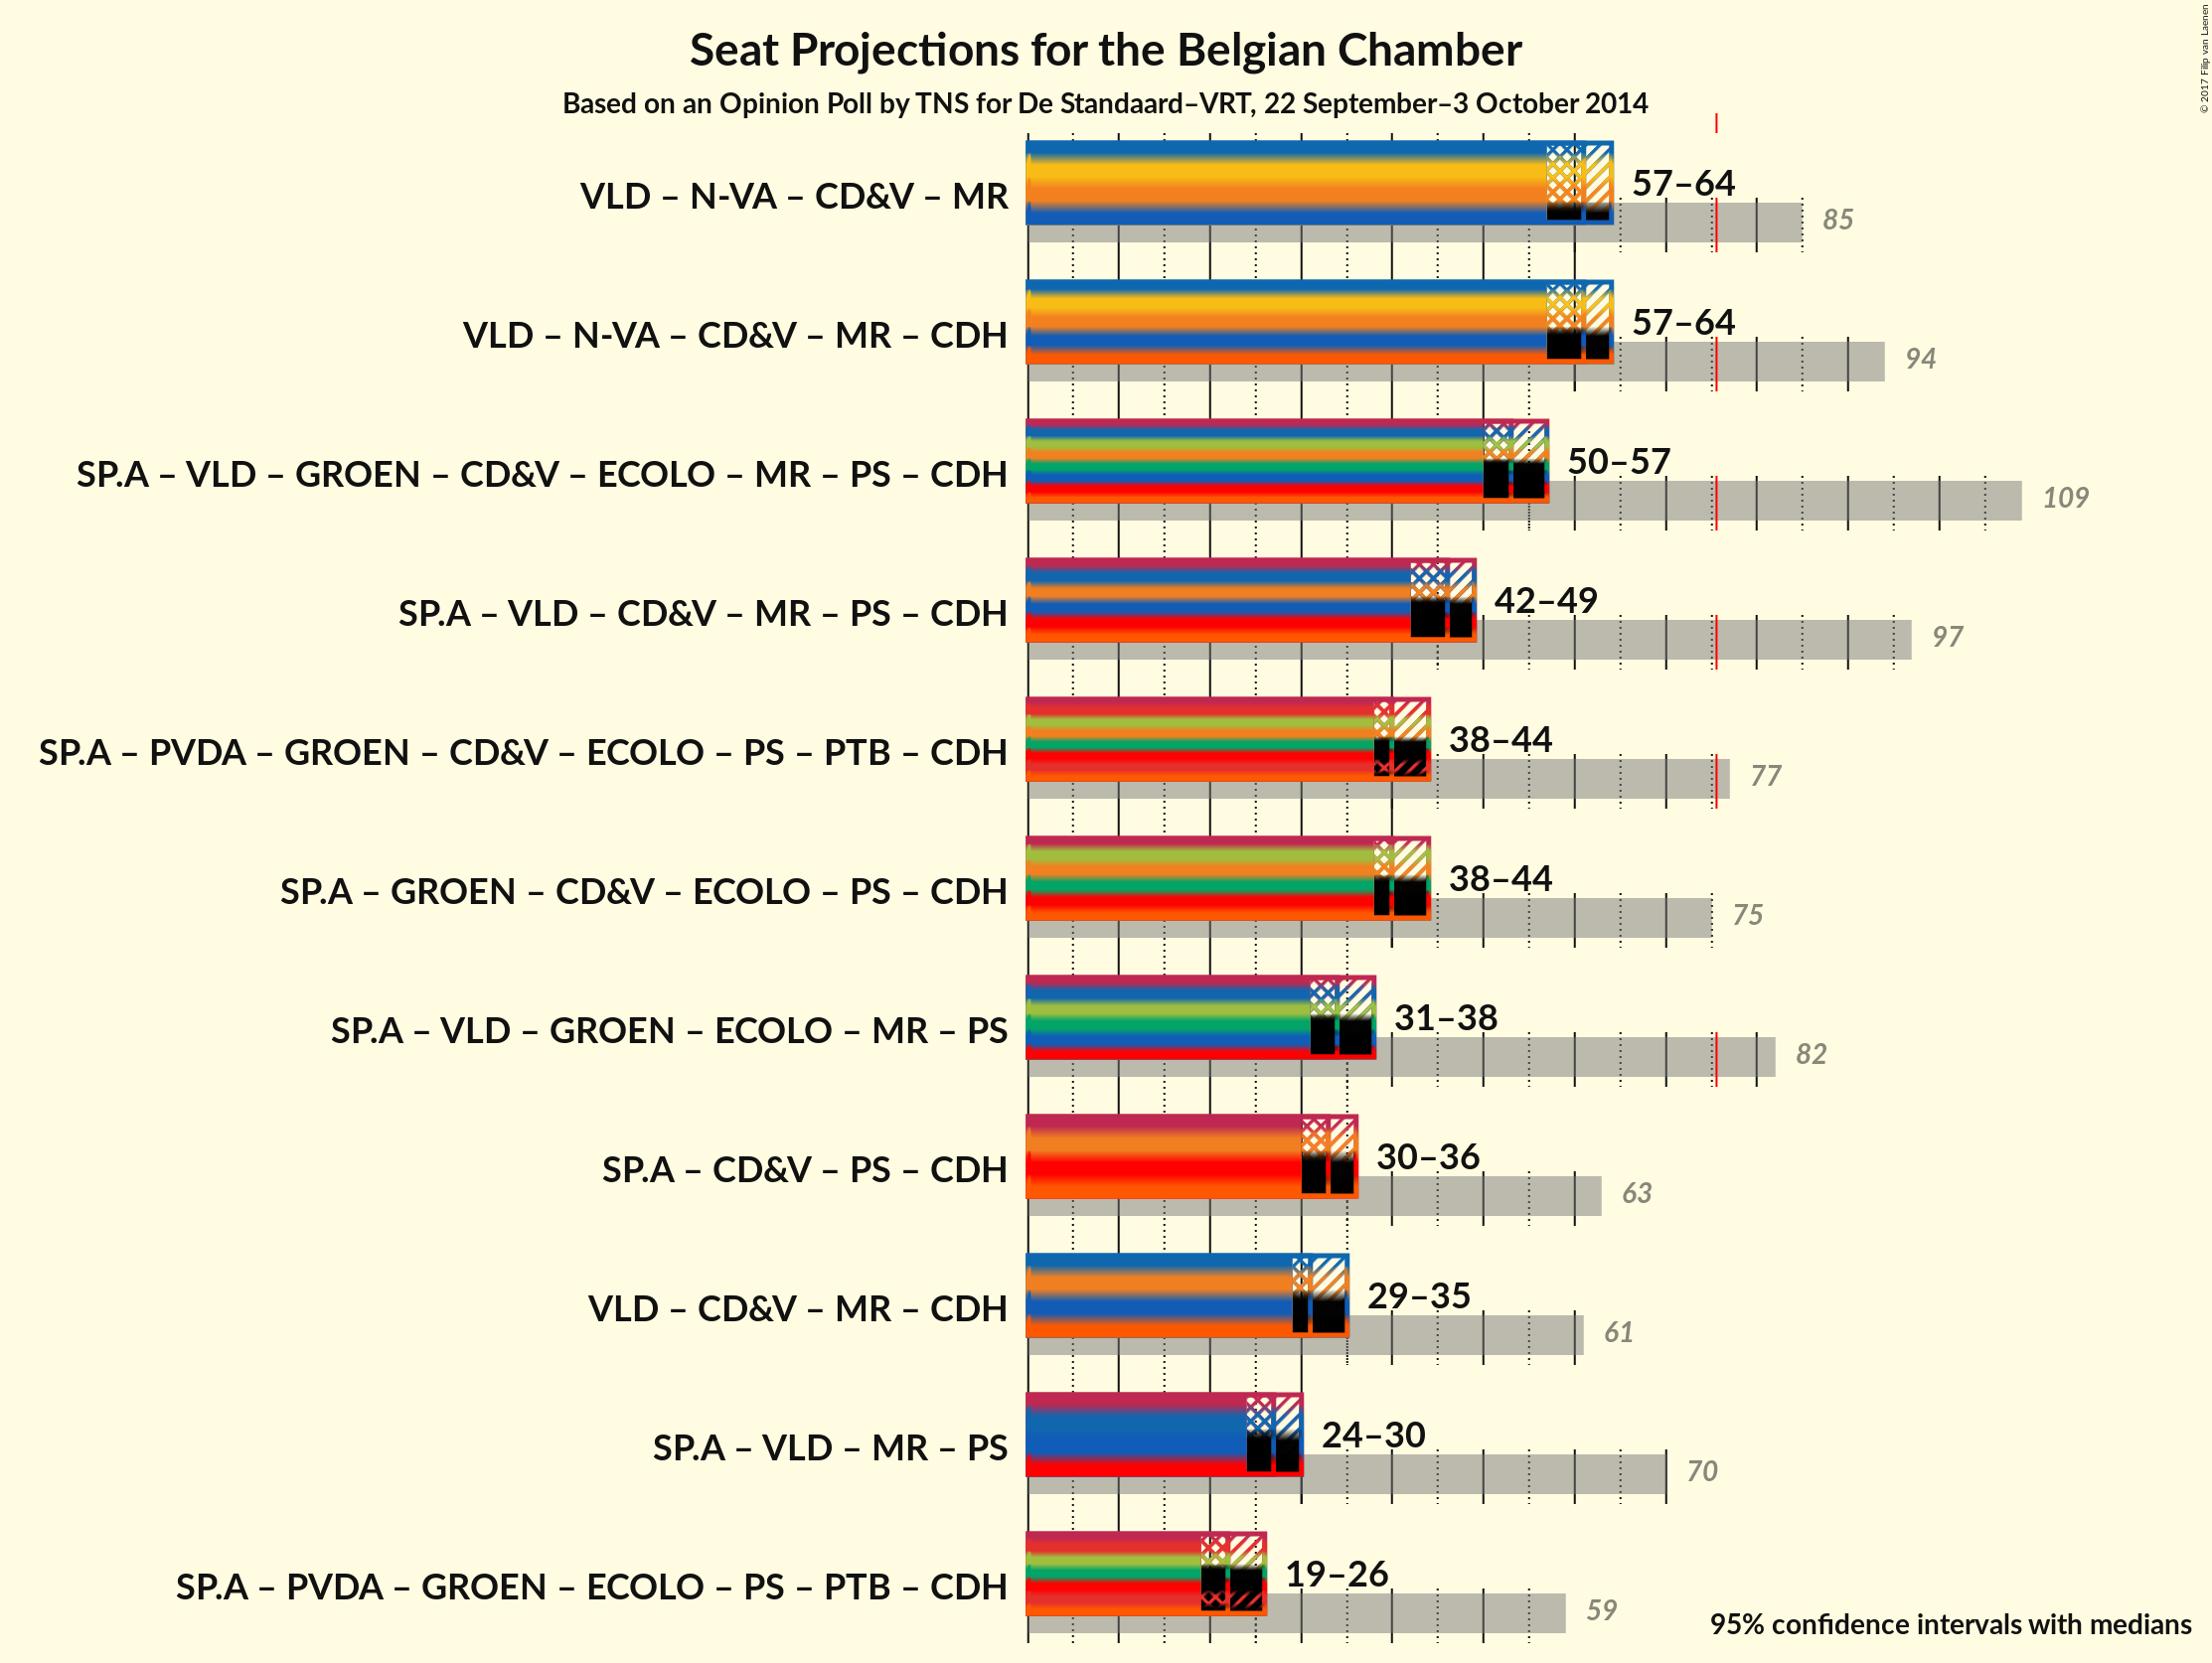 Seat Projections for the Belgian Chamber
Based on an Opinion Poll by TNS for De Standaard–VRT, 22 September–3 October 2014
© 2017 Filip van Laenen
VLD – N-VA – CD&V – MR
57–64
85
VLD – N-VA – CD&V – MR – CDH
57–64
94
SP.A – VLD – GROEN – CD&V – ECOLO – MR – PS – CDH
50–57
109
SP.A – VLD – CD&V – MR – PS – CDH
42–49
97
SP.A – PVDA – GROEN – CD&V – ECOLO – PS – PTB – CDH
38–44
77
SP.A – GROEN – CD&V – ECOLO – PS – CDH
38–44
75
SP.A – VLD – GROEN – ECOLO – MR – PS
31–38
82
SP.A – CD&V – PS – CDH
30–36
63
VLD – CD&V – MR – CDH
29–35
61
SP.A – VLD – MR – PS
24–30
70
SP.A – PVDA – GROEN – ECOLO – PS – PTB – CDH
19–26
59
95% confidence intervals with medians